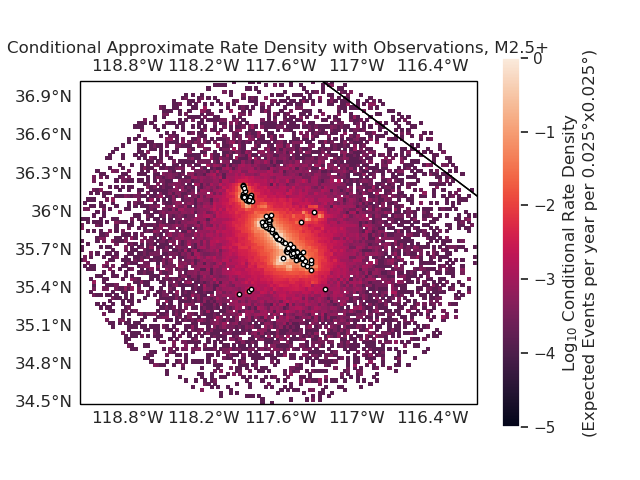 Conditional Approximate Rate Density with Observations, M2.5+
118.8°W 118.2°W 117.6°W 117°W 116.4°W
36.9°N
36.6°N
36.3°N
36°N
35.7°N
35.4°N
35.1°N
34.8°N
34.5°N
118.8°W 118.2°W 117.6°W 117°W 116.4°W
0
−1
−2
−3
−4
−5
Log₁₀ Conditional Rate Density
(Expected Events per year per 0.025°x0.025°)